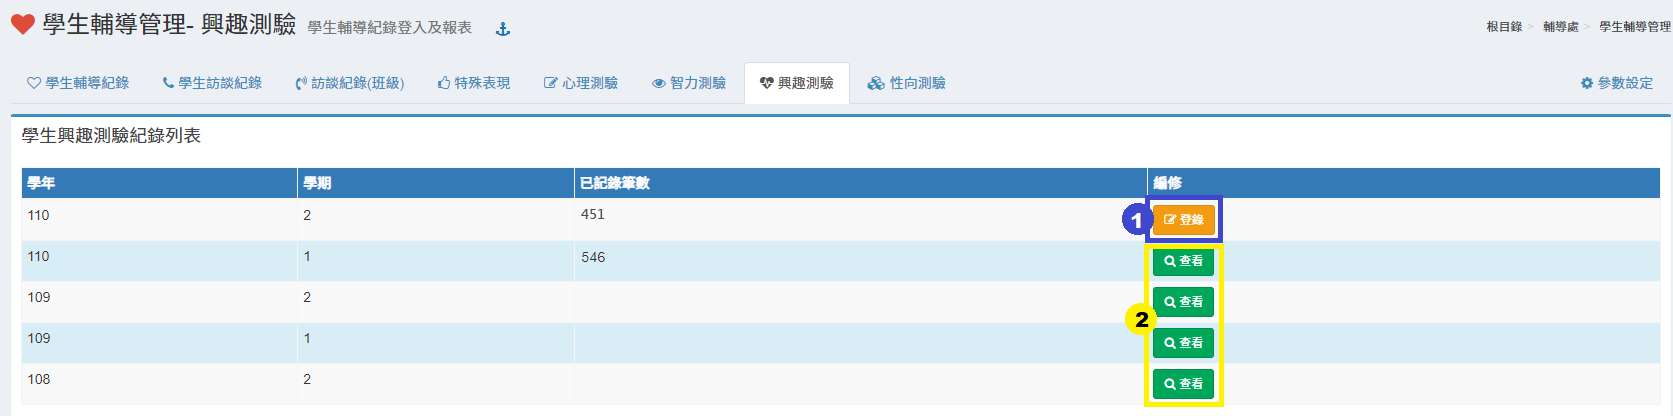 學生輔導管理- 興趣測驗 學生輔導紀錄登入及報表
根目錄 > 輔導處 > 學生輔導管理
學生輔導紀錄 學生訪談紀錄 訪談紀錄(班級) 特殊表現 心理測驗 智力測驗 興趣測驗 性向測驗 參數設定
學生興趣測驗紀錄列表
學年 學期 已記錄筆數 編修
110 2 451 1 登錄
110 1 546 查看
109 2 查看
2
109 1 查看
108 2 查看